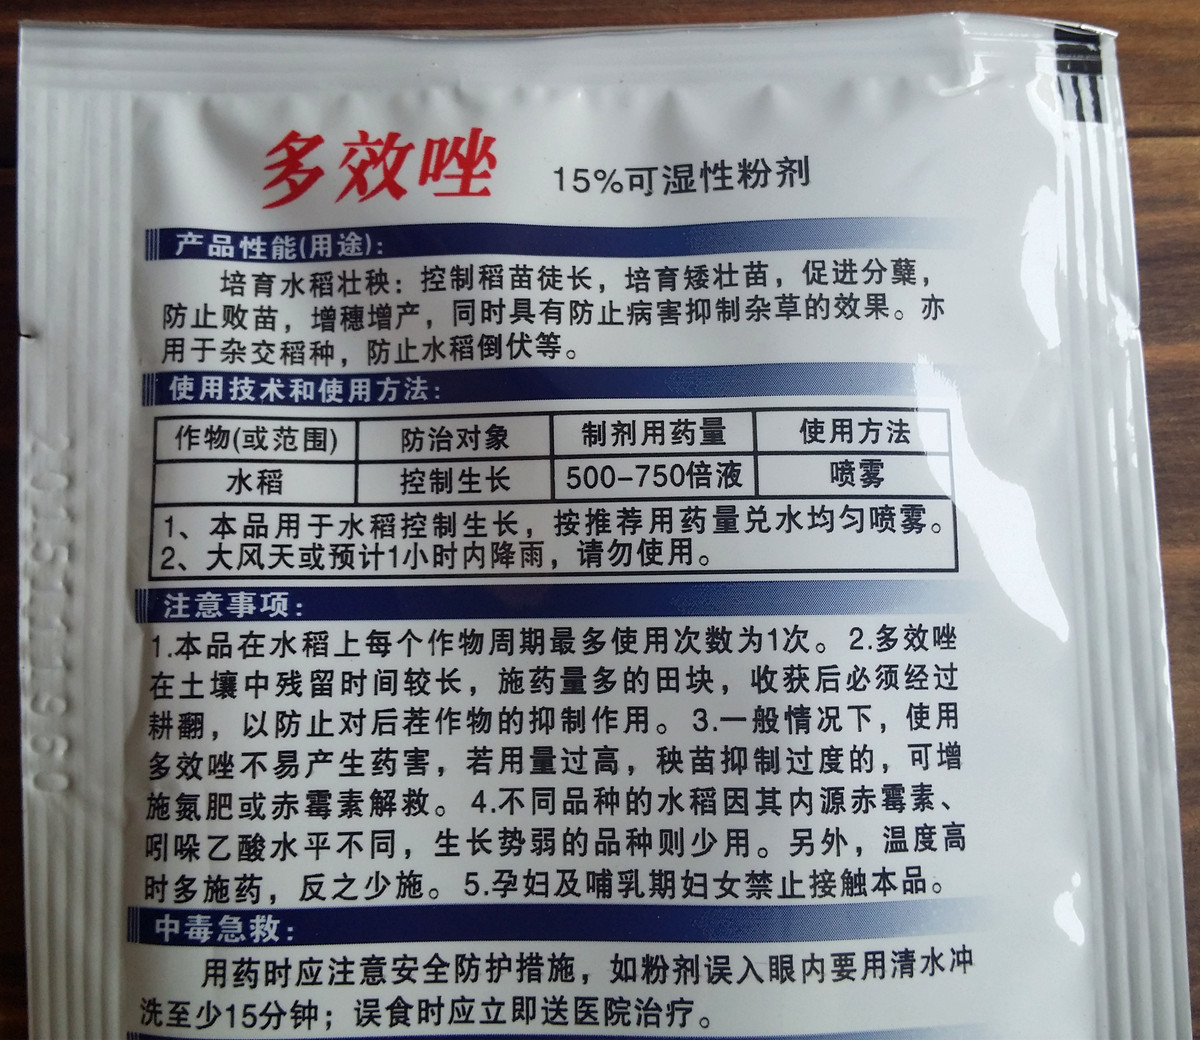 多效唑 15%可湿性粉剂
产品性能(用途):
培育水稻壮秧：控制稻苗徒长，培育矮壮苗，促进分蘖，
防止败苗，增穗增产，同时具有防止病害抑制杂草的效果。亦
用于杂交稻种，防止水稻倒伏等。
使用技术和使用方法:
作物(或范围) 防治对象 制剂用药量 使用方法
水稻 控制生长 500-750倍液 喷雾
1、本品用于水稻控制生长，按推荐用药量兑水均匀喷雾。
2、大风天或预计1小时内降雨，请勿使用。
注意事项:
1.本品在水稻上每个作物周期最多使用次数为1次。2.多效唑
在土壤中残留时间较长，施药量多的田块，收获后必须经过
耕翻，以防止对后茬作物的抑制作用。3.一般情况下，使用
多效唑不易产生药害，若用量过高，秧苗抑制过度的，可增
施氮肥或赤霉素解救。4.不同品种的水稻因其内源赤霉素、
吲哚乙酸水平不同，生长势弱的品种则少用。另外，温度高
时多施药，反之少施。5.孕妇及哺乳期妇女禁止接触本品。
中毒急救:
用药时应注意安全防护措施，如粉剂误入眼内要用清水冲
洗至少15分钟；误食时应立即送医院治疗。